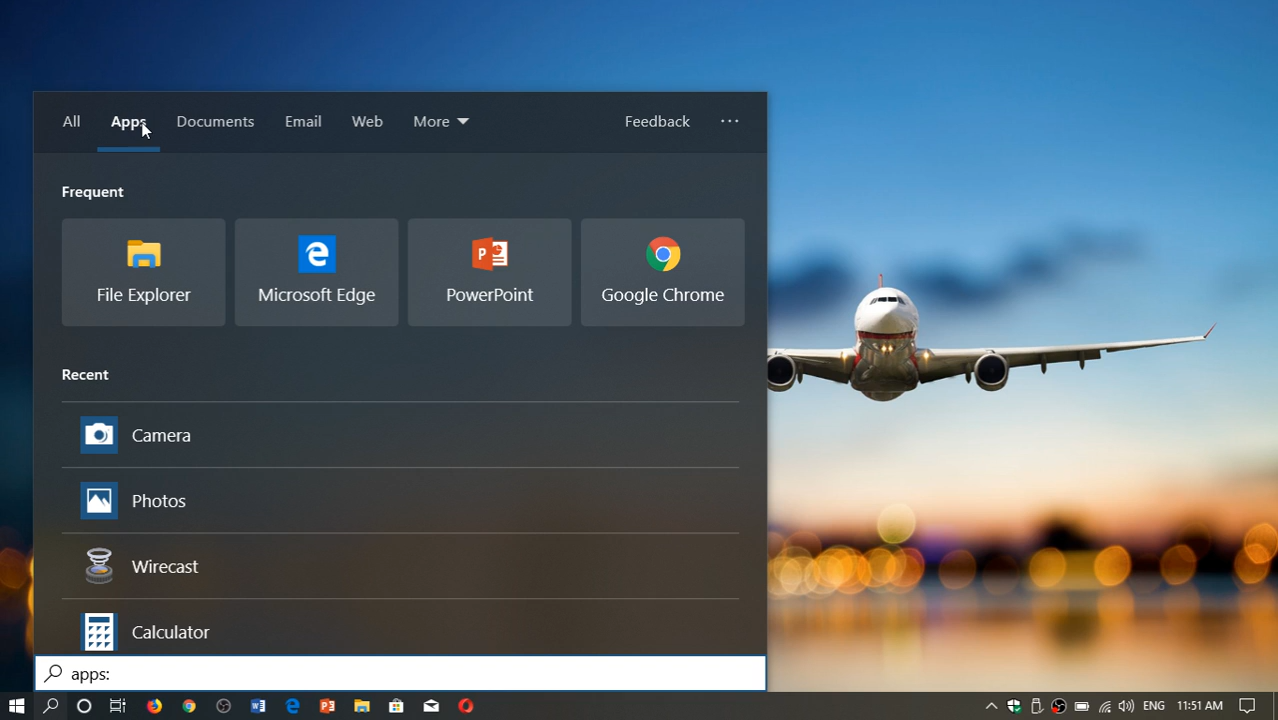 All Apps Documents Email Web More Feedback ...
Frequent
File Explorer Microsoft Edge PowerPoint Google Chrome
Recent
Camera
Photos
Wirecast
Calculator
apps:
ENG 11:51 AM